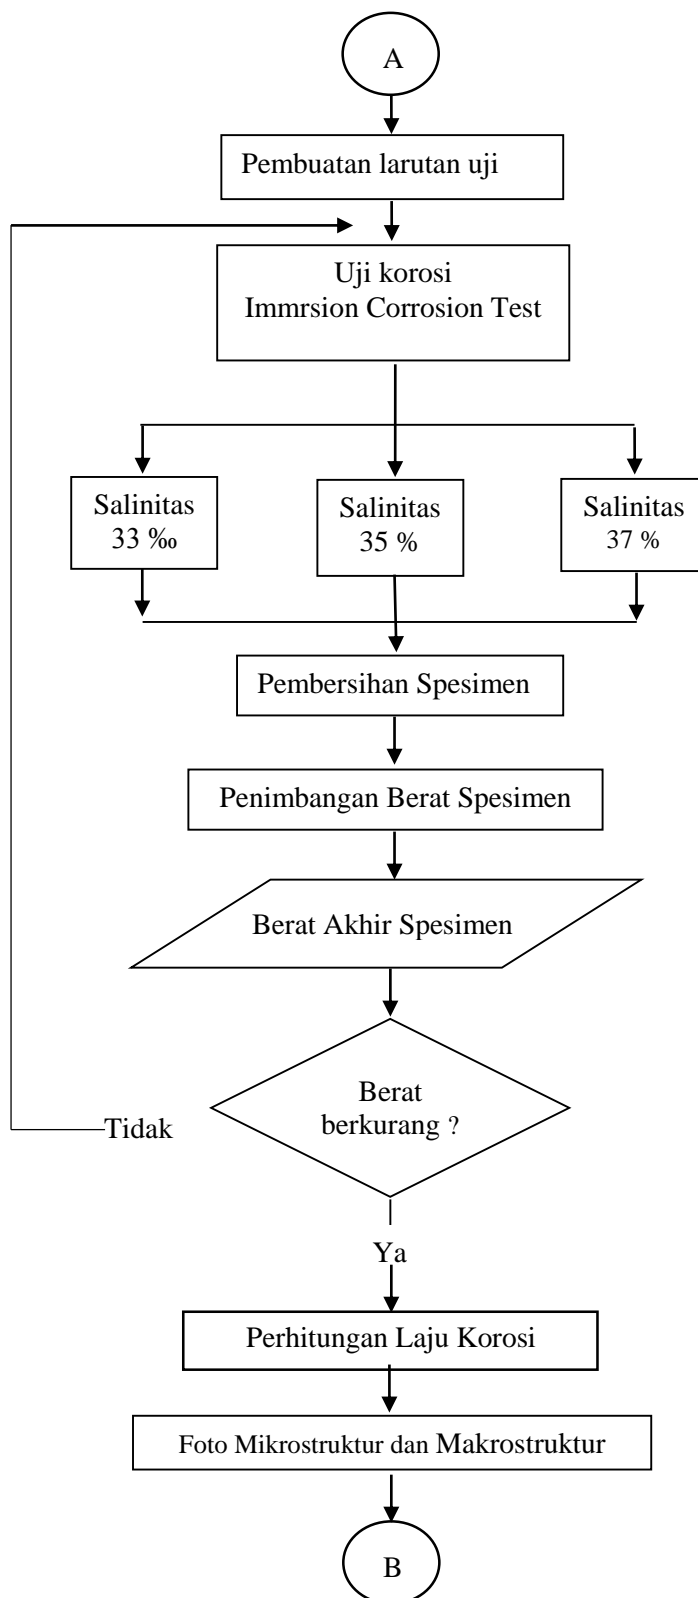 A
Pembuatan larutan uji
Uji korosi
Immrsion Corrosion Test
Salinitas
33 ‰
Salinitas
35 %
Salinitas
37 %
Pembersihan Spesimen
Penimbangan Berat Spesimen
Berat Akhir Spesimen
Berat
berkurang ?
Tidak
Ya
Perhitungan Laju Korosi
Foto Mikrostruktur dan Makrostruktur
B